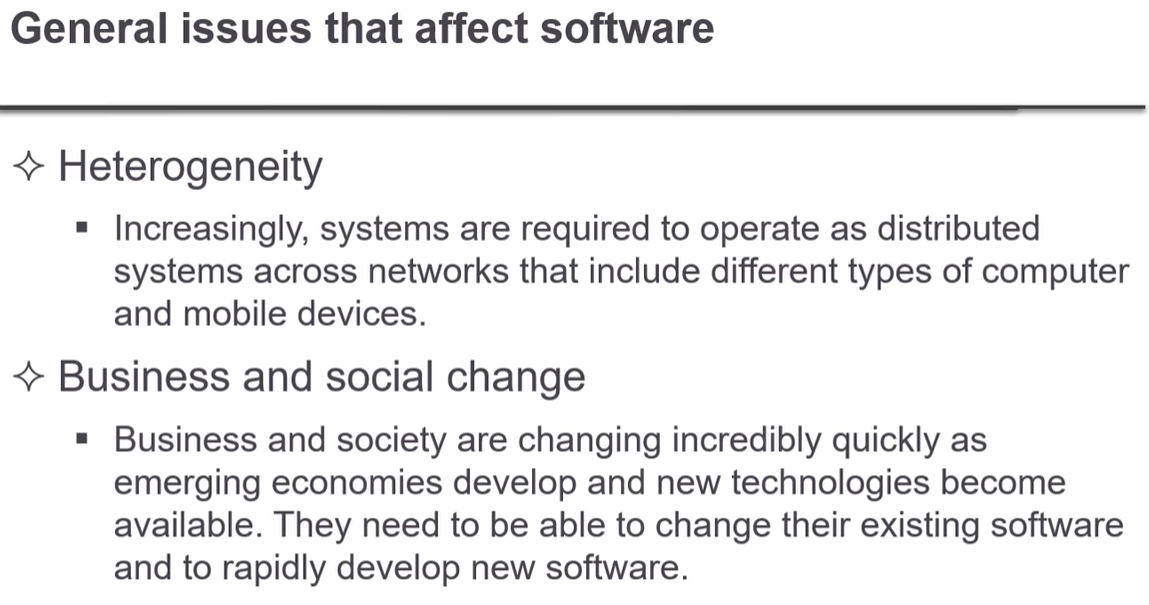 General issues that affect software
✧ Heterogeneity
▪ Increasingly, systems are required to operate as distributed
systems across networks that include different types of computer
and mobile devices.
✧ Business and social change
▪ Business and society are changing incredibly quickly as
emerging economies develop and new technologies become
available. They need to be able to change their existing software
and to rapidly develop new software.